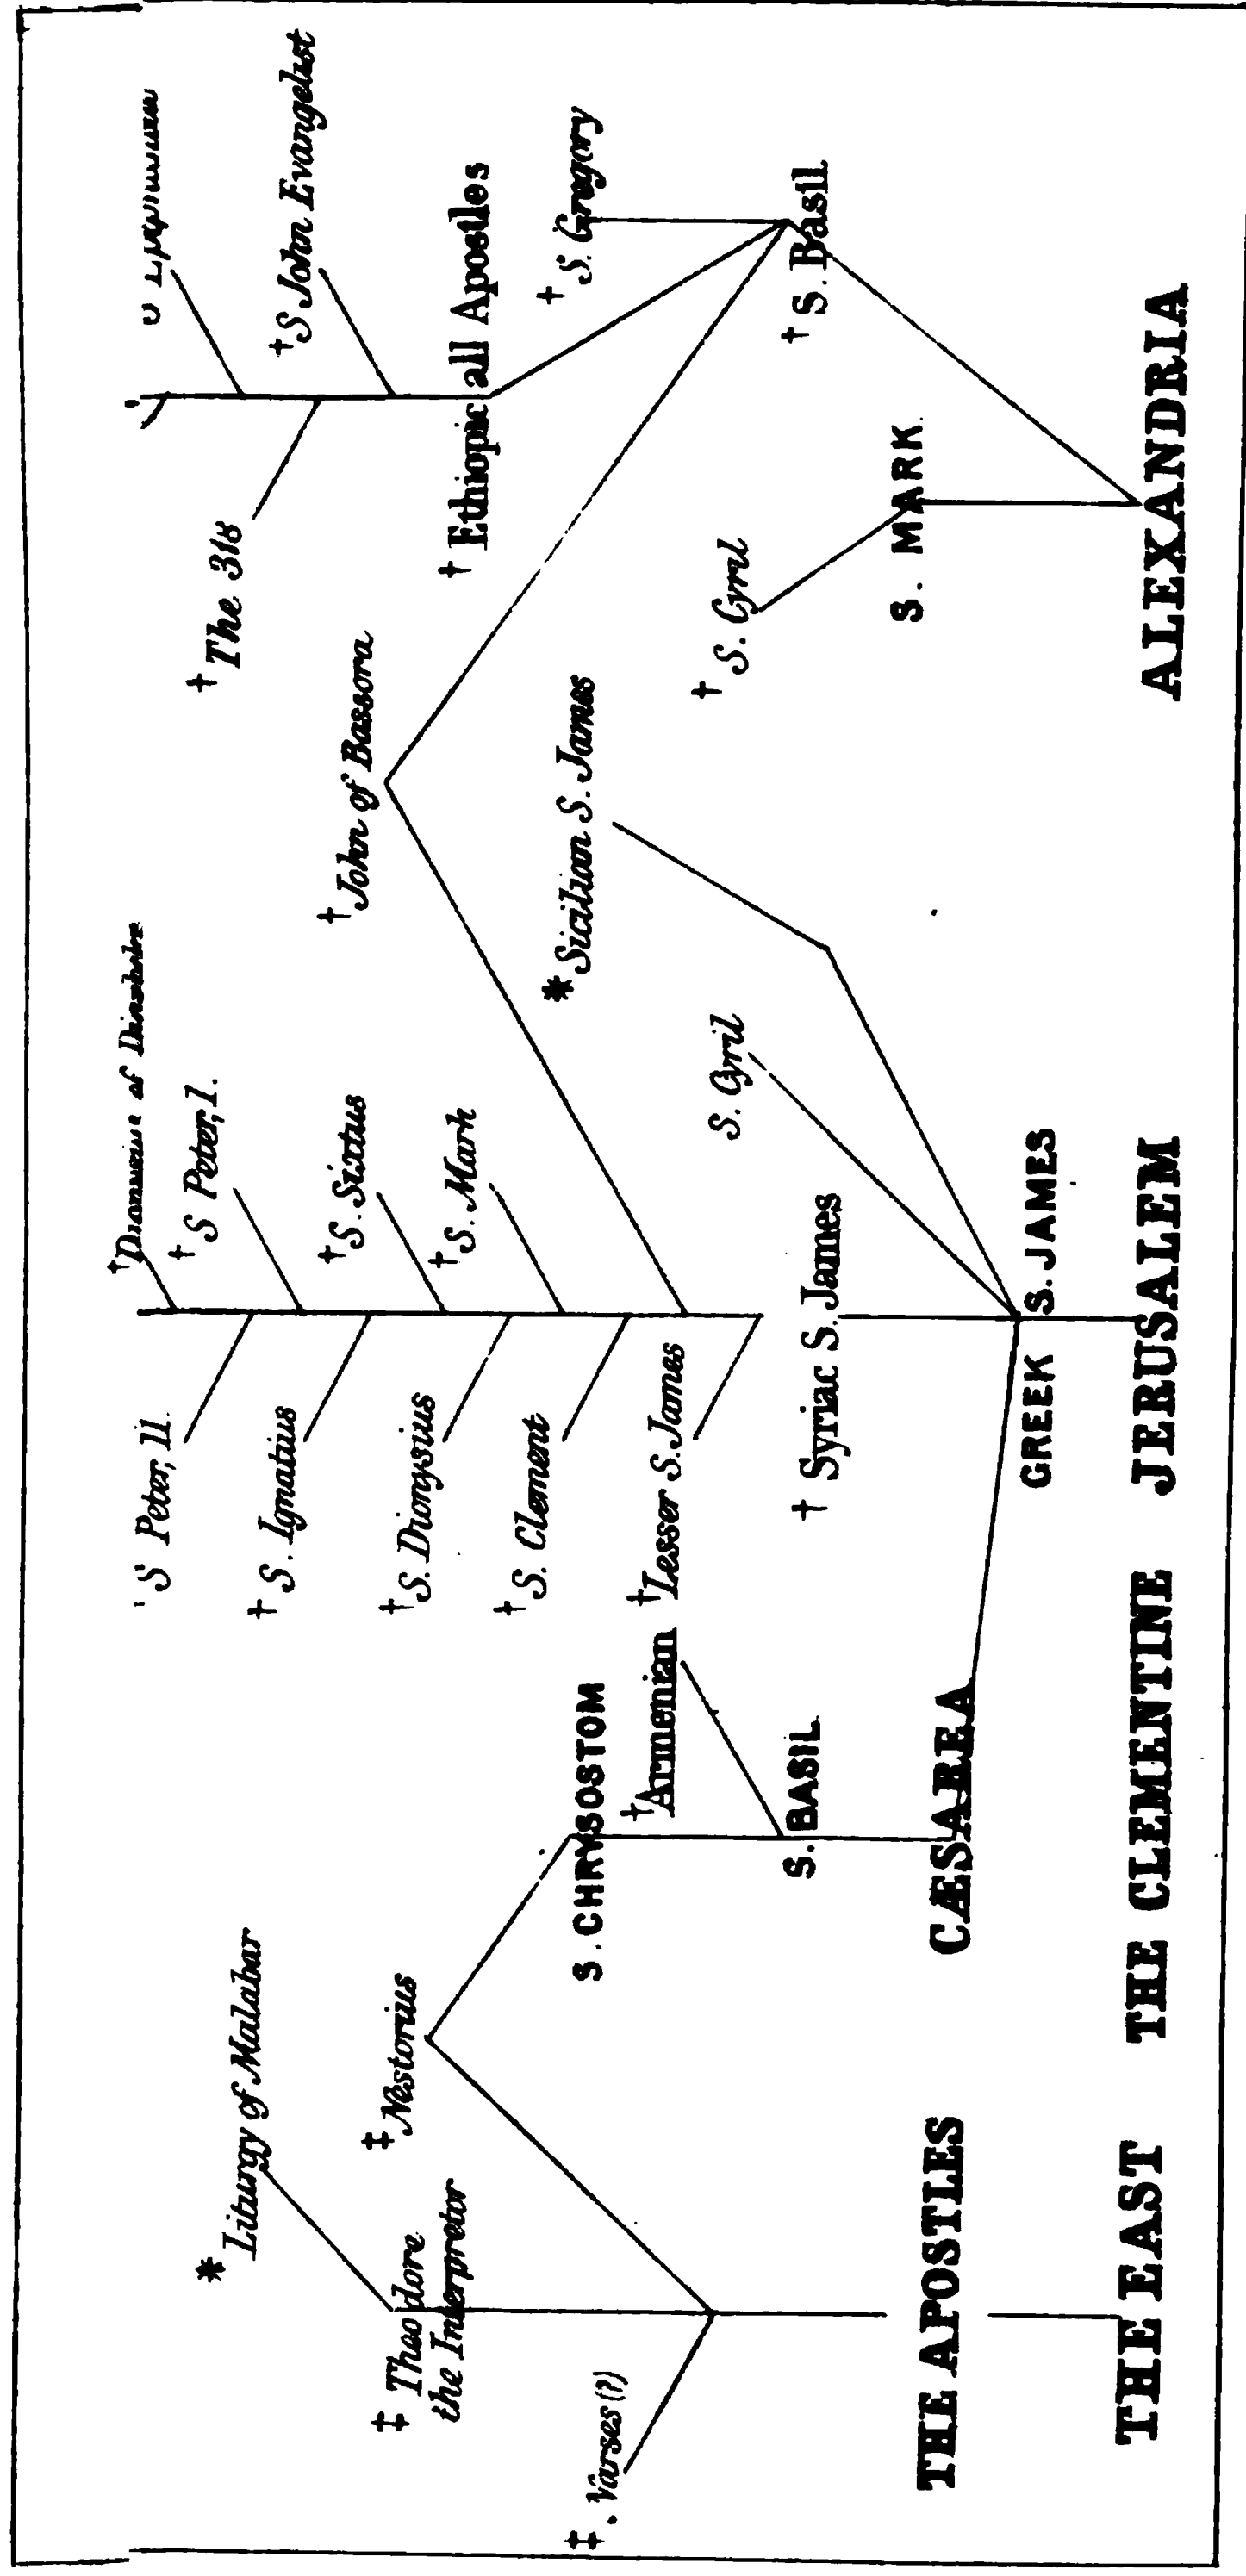 † S. Peter, I.
S Peter, II.
* Liturgy of Malabar
† S. Ignatius
† S. Sixtus
† The 318
† S John Evangelist
‡ Nestorius
† S. Dionysius
† S. Mark
† John of Bassora
‡ Theodore
the Interpretor
† S. Clement
† Ethiopic all Apostles
S. CHRYSOSTOM
* Sicilian S. James
† S. Gregory
‡ . Varses (?)
† Armenian
† Lesser S. James
S. BASIL
† Syriac S. James
S. Cyril
† S. Cyril
† S. Basil
THE APOSTLES
CÆSAREA
GREEK S. JAMES
S. MARK.
THE EAST THE CLEMENTINE JERUSALEM ALEXANDRIA